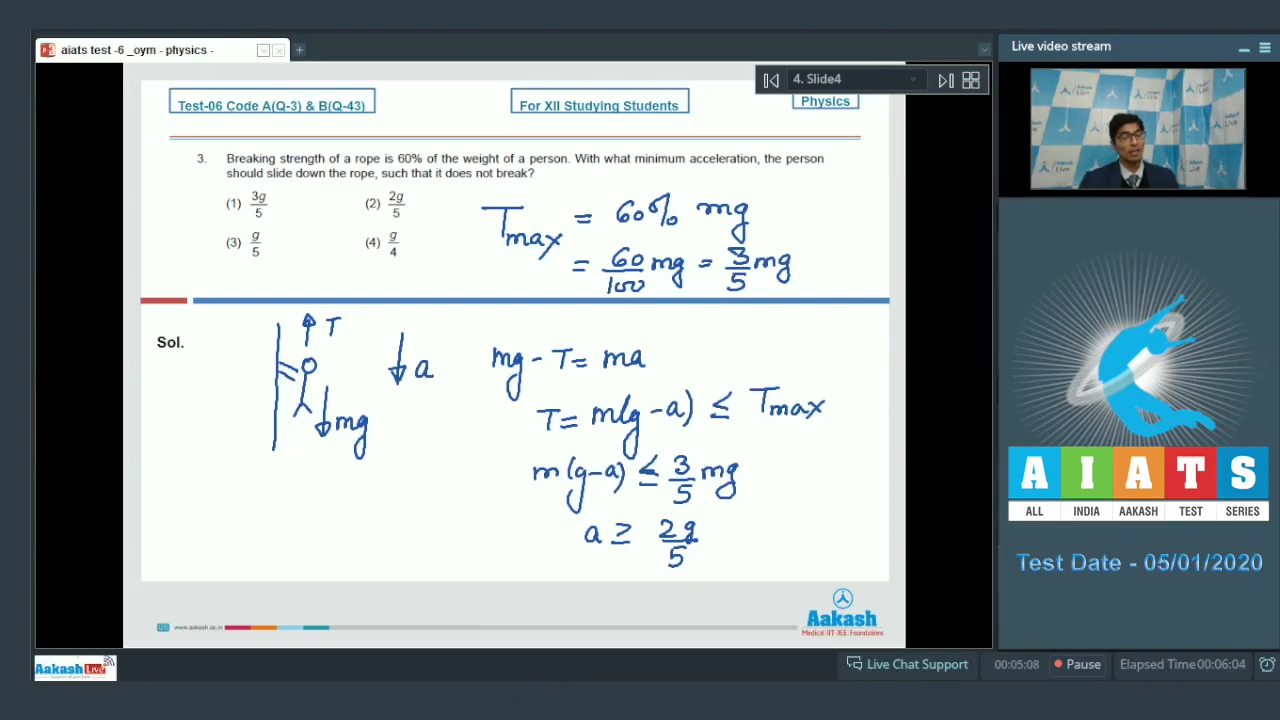 aiats test -6 _oym - physics -
Live video stream
4. Slide4
Test-06 Code A(Q-3) & B(Q-43)
For XII Studying Students
Physics
3. Breaking strength of a rope is 60% of the weight of a person. With what minimum acceleration, the person
should slide down the rope, such that it does not break?
(1) 3g/5
(2) 2g/5
(3) g/5
(4) g/4
Tmax = 60% mg
= 60/100 mg = 3/5 mg
Sol.
T
a
mg
mg - T = ma
T = m(g - a) ≤ Tmax
m(g - a) ≤ 3/5 mg
a ≥ 2g/5
A I A T S
ALL INDIA AAKASH TEST SERIES
Test Date - 05/01/2020
www.aakash.ac.in
Aakash
Medical IIT-JEE Foundations
Aakash Live
Live Chat Support
00:05:08
Pause
Elapsed Time 00:06:04